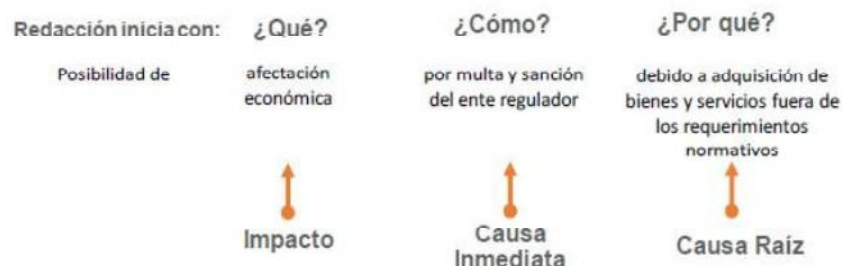 Redacción inicia con: ¿Qué? ¿Cómo? ¿Por qué?
Posibilidad de
afectación
económica
por multa y sanción
del ente regulador
debido a adquisición de
bienes y servicios fuera de
los requerimientos
normativos
Impacto
Causa
Inmediata
Causa Raíz